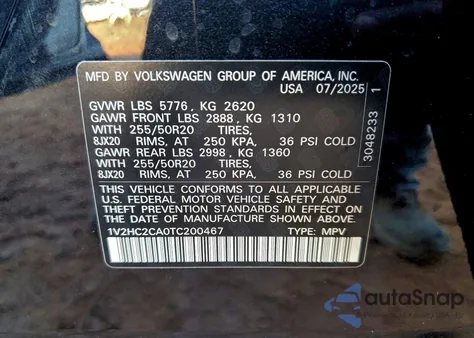 MFD BY VOLKSWAGEN GROUP OF AMERICA, INC.
USA 07/2025
GVWR LBS 5776, KG 2620
GAWR FRONT LBS 2888, KG 1310
WITH 255/50R20 TIRES,
8JX20 RIMS, AT 250 KPA, 36 PSI COLD
GAWR REAR LBS 2998, KG 1360
WITH 255/50R20 TIRES,
8JX20 RIMS, AT 250 KPA, 36 PSI COLD
THIS VEHICLE CONFORMS TO ALL APPLICABLE
U.S. FEDERAL MOTOR VEHICLE SAFETY AND
THEFT PREVENTION STANDARDS IN EFFECT ON
THE DATE OF MANUFACTURE SHOWN ABOVE.
1V2HC2CA0TC200467 TYPE: MPV
3048233 1
autoSnap